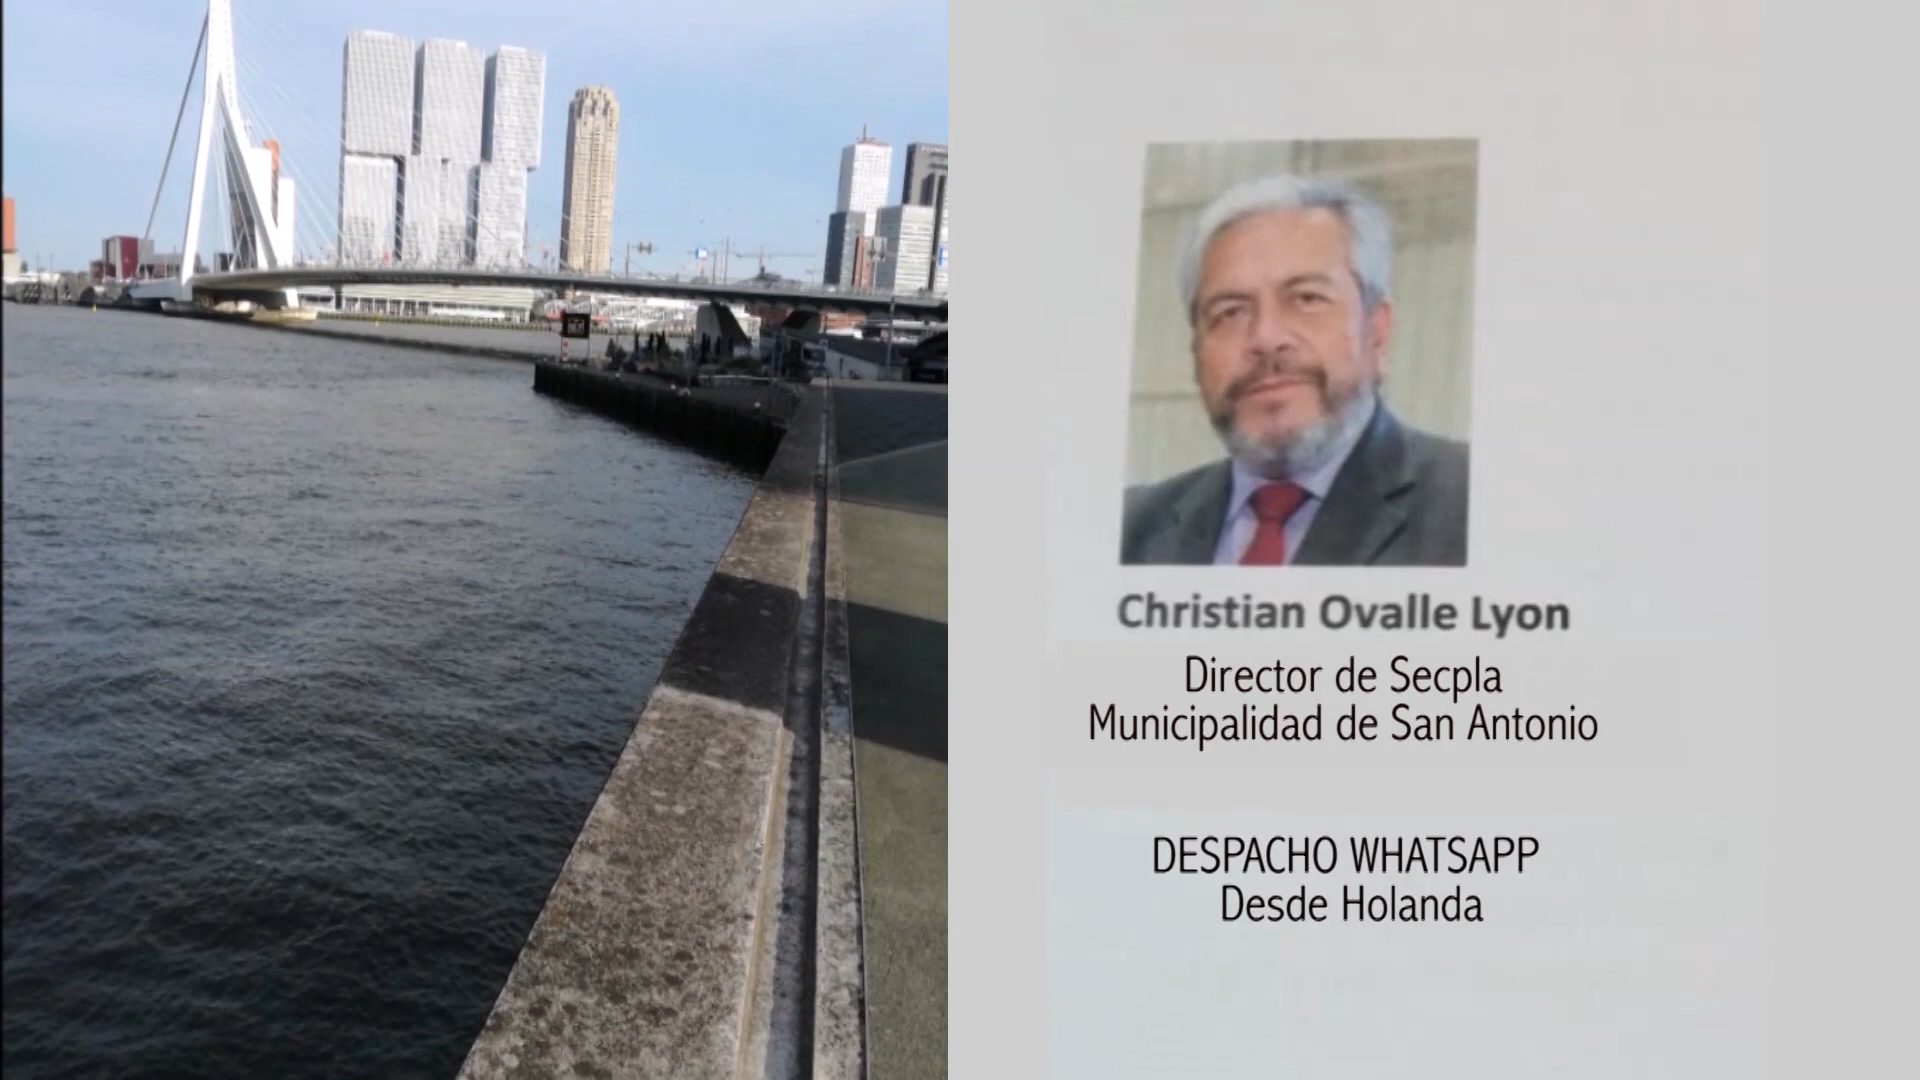 Christian Ovalle Lyon
Director de Secpla
Municipalidad de San Antonio
DESPACHO WHATSAPP
Desde Holanda